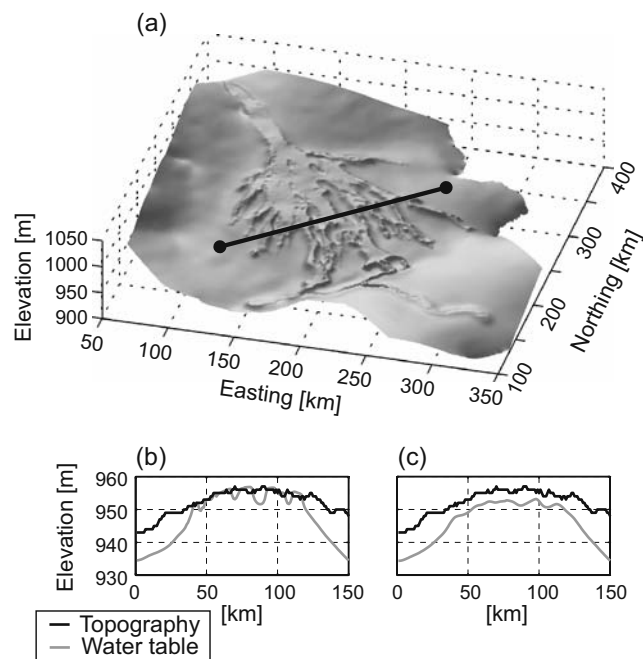 (a)
Elevation [m]
1050
1000
950
900
50
100
150
200
250
300
350
Easting [km]
100
200
300
400
Northing [km]
(b)
(c)
Elevation [m]
960
950
940
930
0
50
100
150
[km]
0
50
100
150
[km]
Topography
Water table